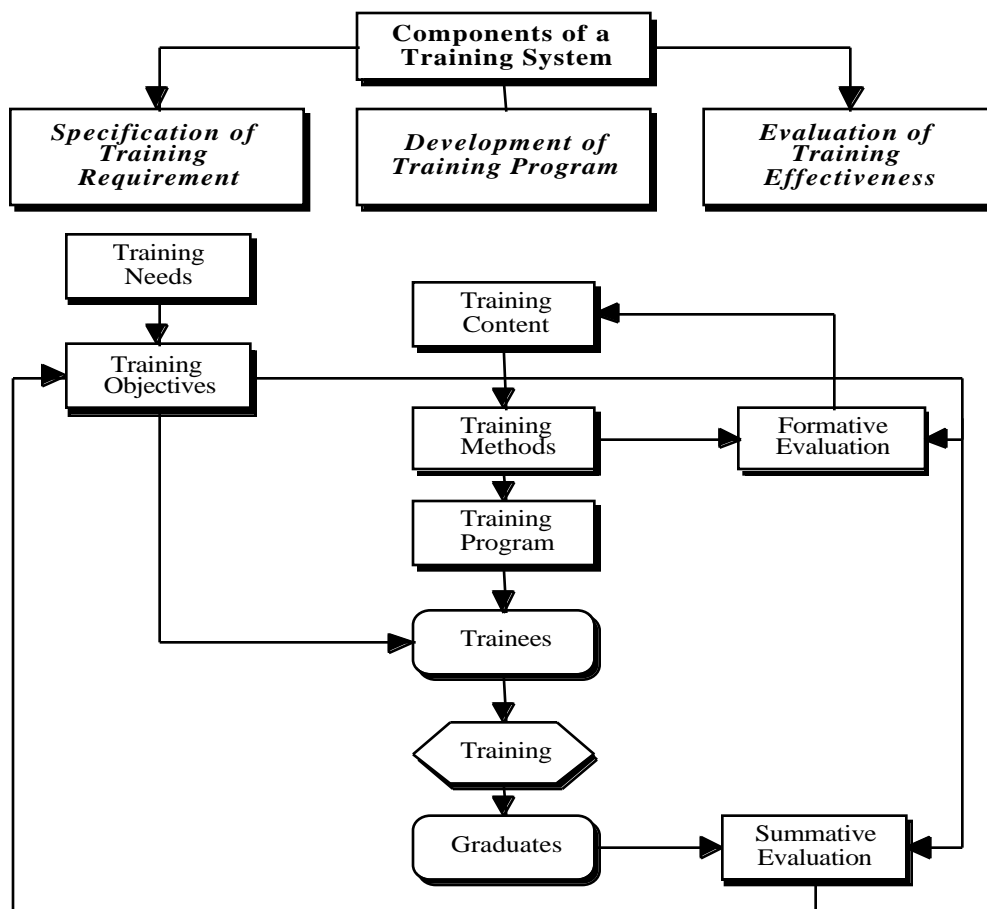 Components of a
Training System
Specification of
Training
Requirement
Development of
Training Program
Evaluation of
Training
Effectiveness
Training
Needs
Training
Content
Training
Objectives
Training
Methods
Formative
Evaluation
Training
Program
Trainees
Training
Graduates
Summative
Evaluation